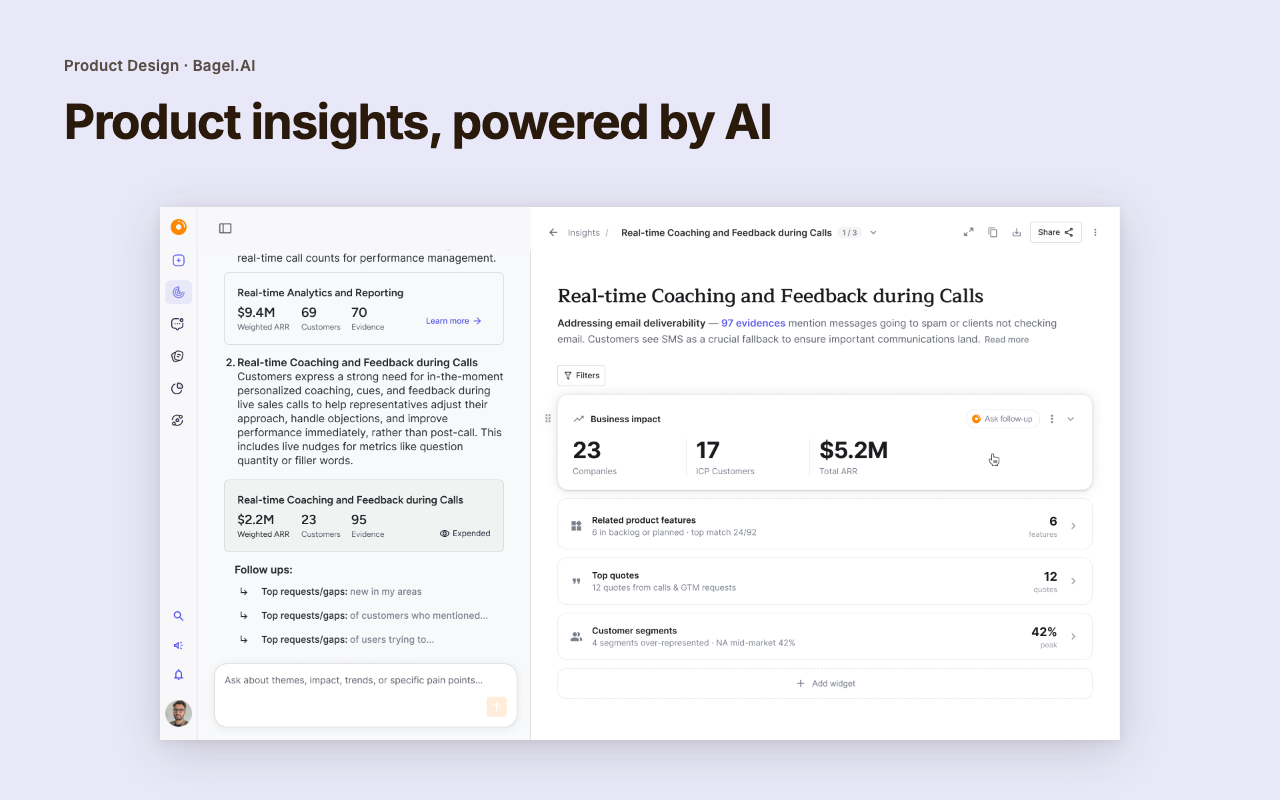 Product Design · Bagel.AI
Product insights, powered by AI
real-time call counts for performance management.
Real-time Analytics and Reporting
$9.4M 69 70
Weighted ARR Customers Evidence
Learn more →
2. Real-time Coaching and Feedback during Calls
Customers express a strong need for in-the-moment
personalized coaching, cues, and feedback during
live sales calls to help representatives adjust their
approach, handle objections, and improve
performance immediately, rather than post-call. This
includes live nudges for metrics like question
quantity or filler words.
Real-time Coaching and Feedback during Calls
$2.2M 23 95
Weighted ARR Customers Evidence
Expended
Follow ups:
Top requests/gaps: new in my areas
Top requests/gaps: of customers who mentioned...
Top requests/gaps: of users trying to...
Ask about themes, impact, trends, or specific pain points...
Insights / Real-time Coaching and Feedback during Calls 1 / 3
Share
Real-time Coaching and Feedback during Calls
Addressing email deliverability — 97 evidences mention messages going to spam or clients not checking
email. Customers see SMS as a crucial fallback to ensure important communications land. Read more
Filters
Business impact
Ask follow-up
23 17 $5.2M
Companies ICP Customers Total ARR
Related product features
6 in backlog or planned · top match 24/92
6
features
Top quotes
12 quotes from calls & GTM requests
12
quotes
Customer segments
4 segments over-represented · NA mid-market 42%
42%
peak
+ Add widget